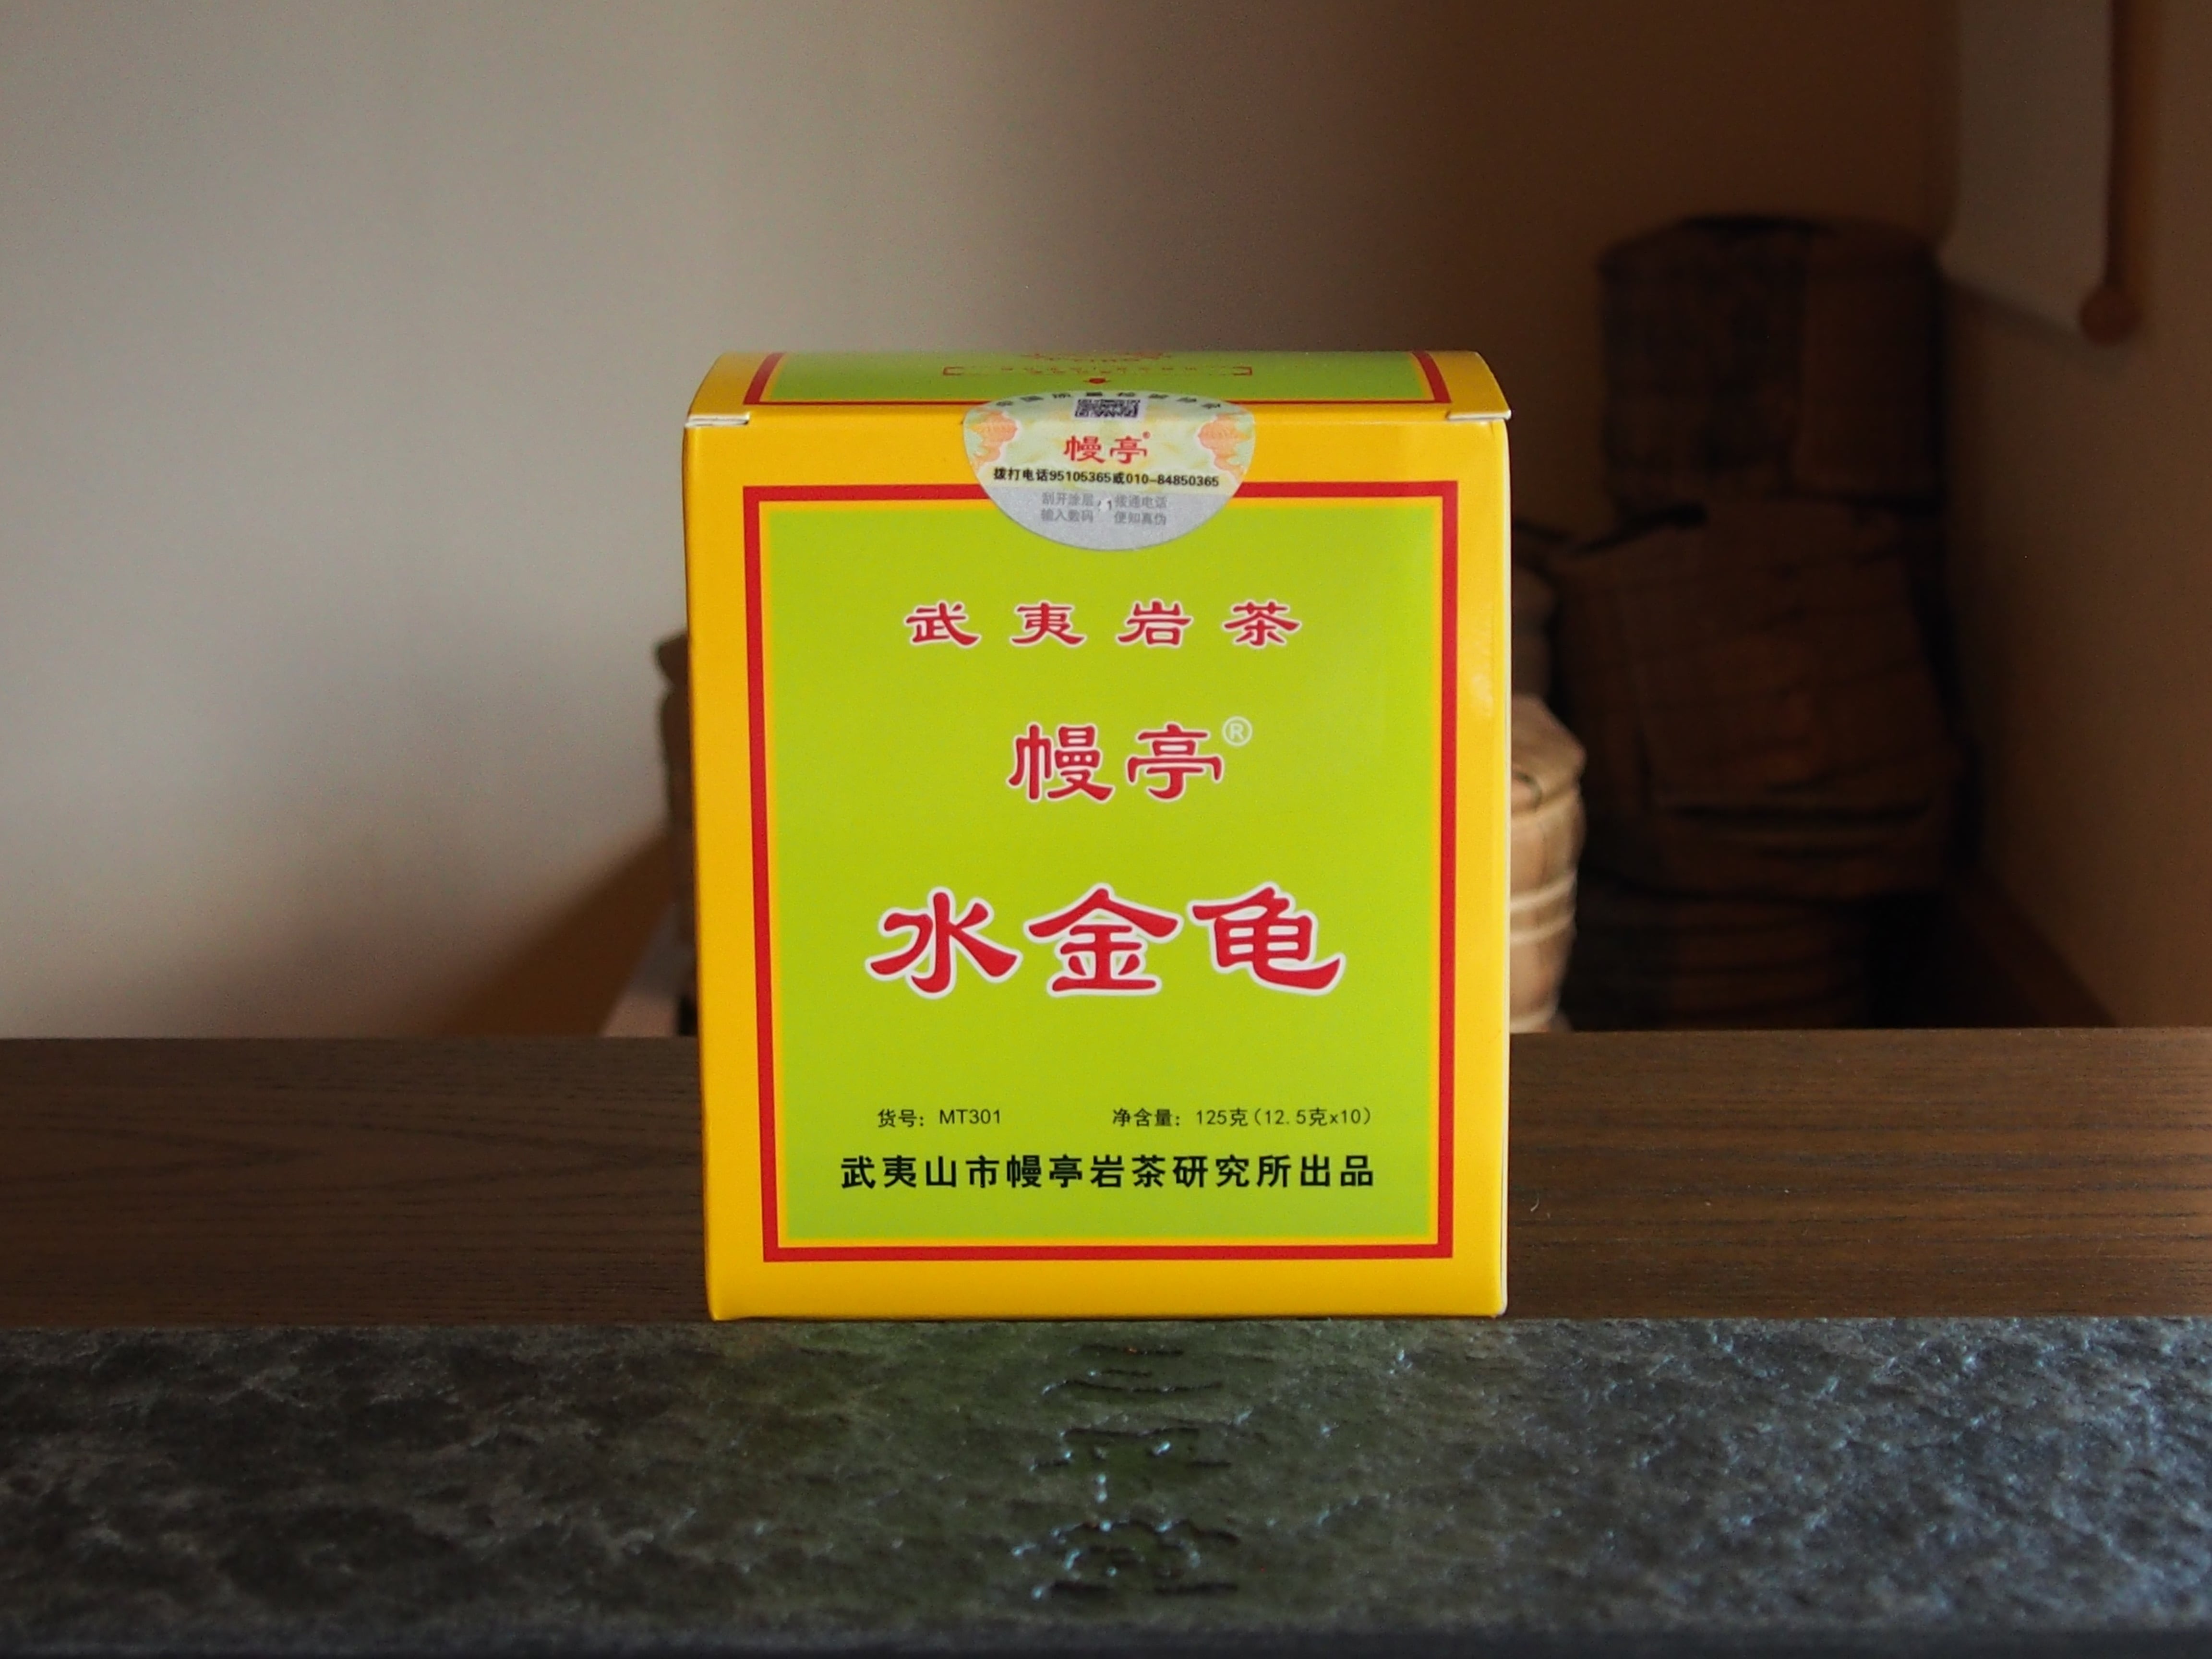 幔亭®
拨打电话95105365或010-84850365
刮开涂层 接通电话
输入数码 便知真伪
武夷岩茶
幔亭®
水金龟
货号：MT301 净含量：125克（12.5克x10）
武夷山市幔亭岩茶研究所出品